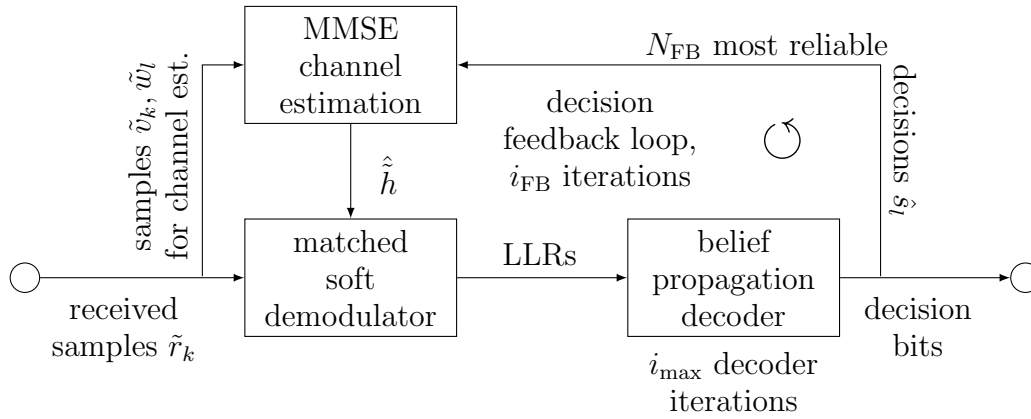 MMSE
channel
estimation
N_FB most reliable
decisions ŝ_l
samples ṽ_k, w̃_l
for channel est.
decision
feedback loop,
i_FB iterations
ĥ̃
matched
soft
demodulator
LLRs
belief
propagation
decoder
received
samples r̃_k
decision
bits
i_max decoder
iterations